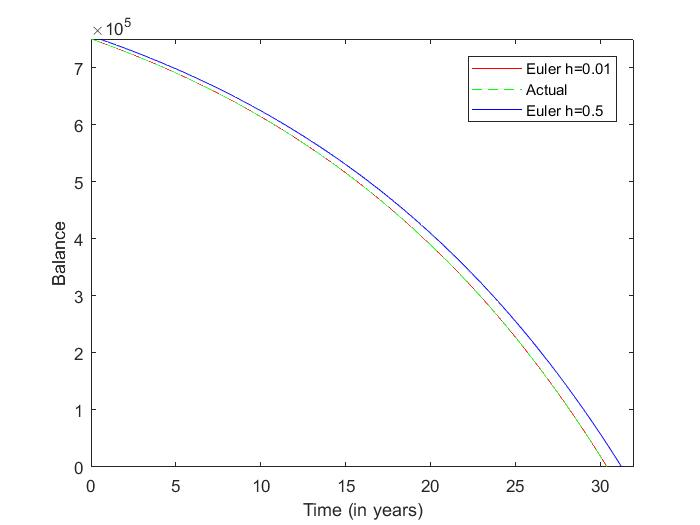 ×10⁵
7
6
5
4
3
2
1
0
Balance
0 5 10 15 20 25 30
Time (in years)
Euler h=0.01
Actual
Euler h=0.5